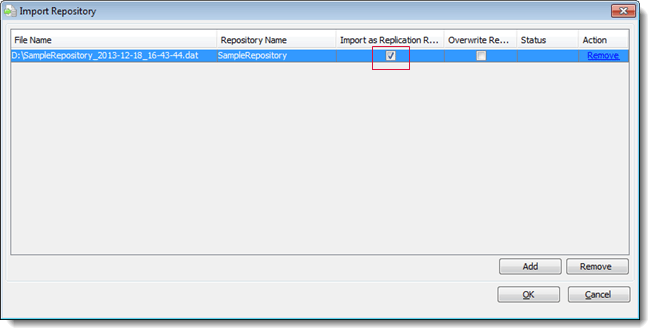 Import Repository
File Name Repository Name Import as Replication R... Overwrite Re... Status Action
D:\SampleRepository_2013-12-18_16-43-44.dat SampleRepository Remove
Add Remove
OK Cancel